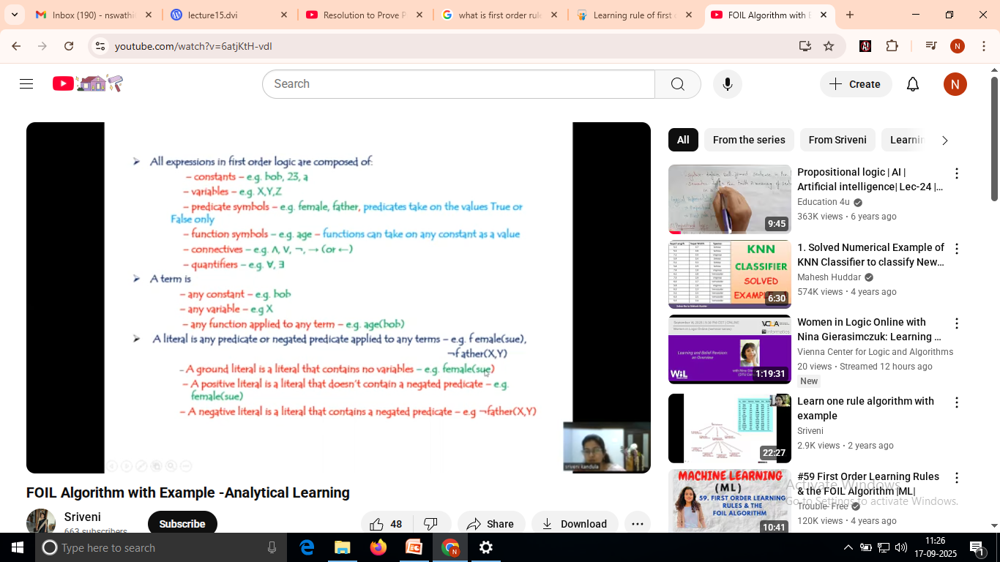 Inbox (190) - nswathi
lecture15.dvi
Resolution to Prove P
what is first order rule
Learning rule of first
FOIL Algorithm with E
youtube.com/watch?v=6atjKtH-vdI
N
Search
Create
N
➤ All expressions in first order logic are composed of:
– constants – e.g. bob, 23, a
– variables – e.g. X,Y,Z
– predicate symbols – e.g. female, father, predicates take on the values True or
False only
– function symbols – e.g. age – functions can take on any constant as a value
– connectives – e.g. ∧, ∨, ¬, → (or ←)
– quantifiers – e.g. ∀, ∃
➤ A term is
– any constant – e.g. bob
– any variable – e.g X
– any function applied to any term – e.g. age(bob)
➤ A literal is any predicate or negated predicate applied to any terms – e.g. f emale(sue),
¬f ather(X,Y)
– A ground literal is a literal that contains no variables – e.g. female(sue)
– A positive literal is a literal that doesn't contain a negated predicate – e.g.
female(sue)
– A negative literal is a literal that contains a negated predicate – e.g ¬father(X,Y)
sriveni kandula
FOIL Algorithm with Example -Analytical Learning
Sriveni
663 subscribers
Subscribe
48
Share
Download
All
From the series
From Sriveni
Learnin
Propositional logic | AI |
Artificial intelligence| Lec-24 |...
Education 4u
363K views • 6 years ago
9:45
KNN
CLASSIFIER
SOLVED
EXAMP
6:30
1. Solved Numerical Example of
KNN Classifier to classify New...
Mahesh Huddar
574K views • 4 years ago
Informatics
Learning and Belief Revision
an Overview
WiL
1:19:31
Women in Logic Online with
Nina Gierasimczuk: Learning ...
Vienna Center for Logic and Algorithms
20 views • Streamed 12 hours ago
New
22:27
Learn one rule algorithm with
example
Sriveni
2.9K views • 2 years ago
MACHINE LEARNING
(ML)
59. FIRST ORDER LEARNING
RULES & THE
FOIL ALGORITHM
10:41
#59 First Order Learning Rules
& the FOIL Algorithm |ML|
Trouble- Free
120K views • 4 years ago
Activate Windows
Go to Settings to activate Windows.
Type here to search
11:26
17-09-2025
1